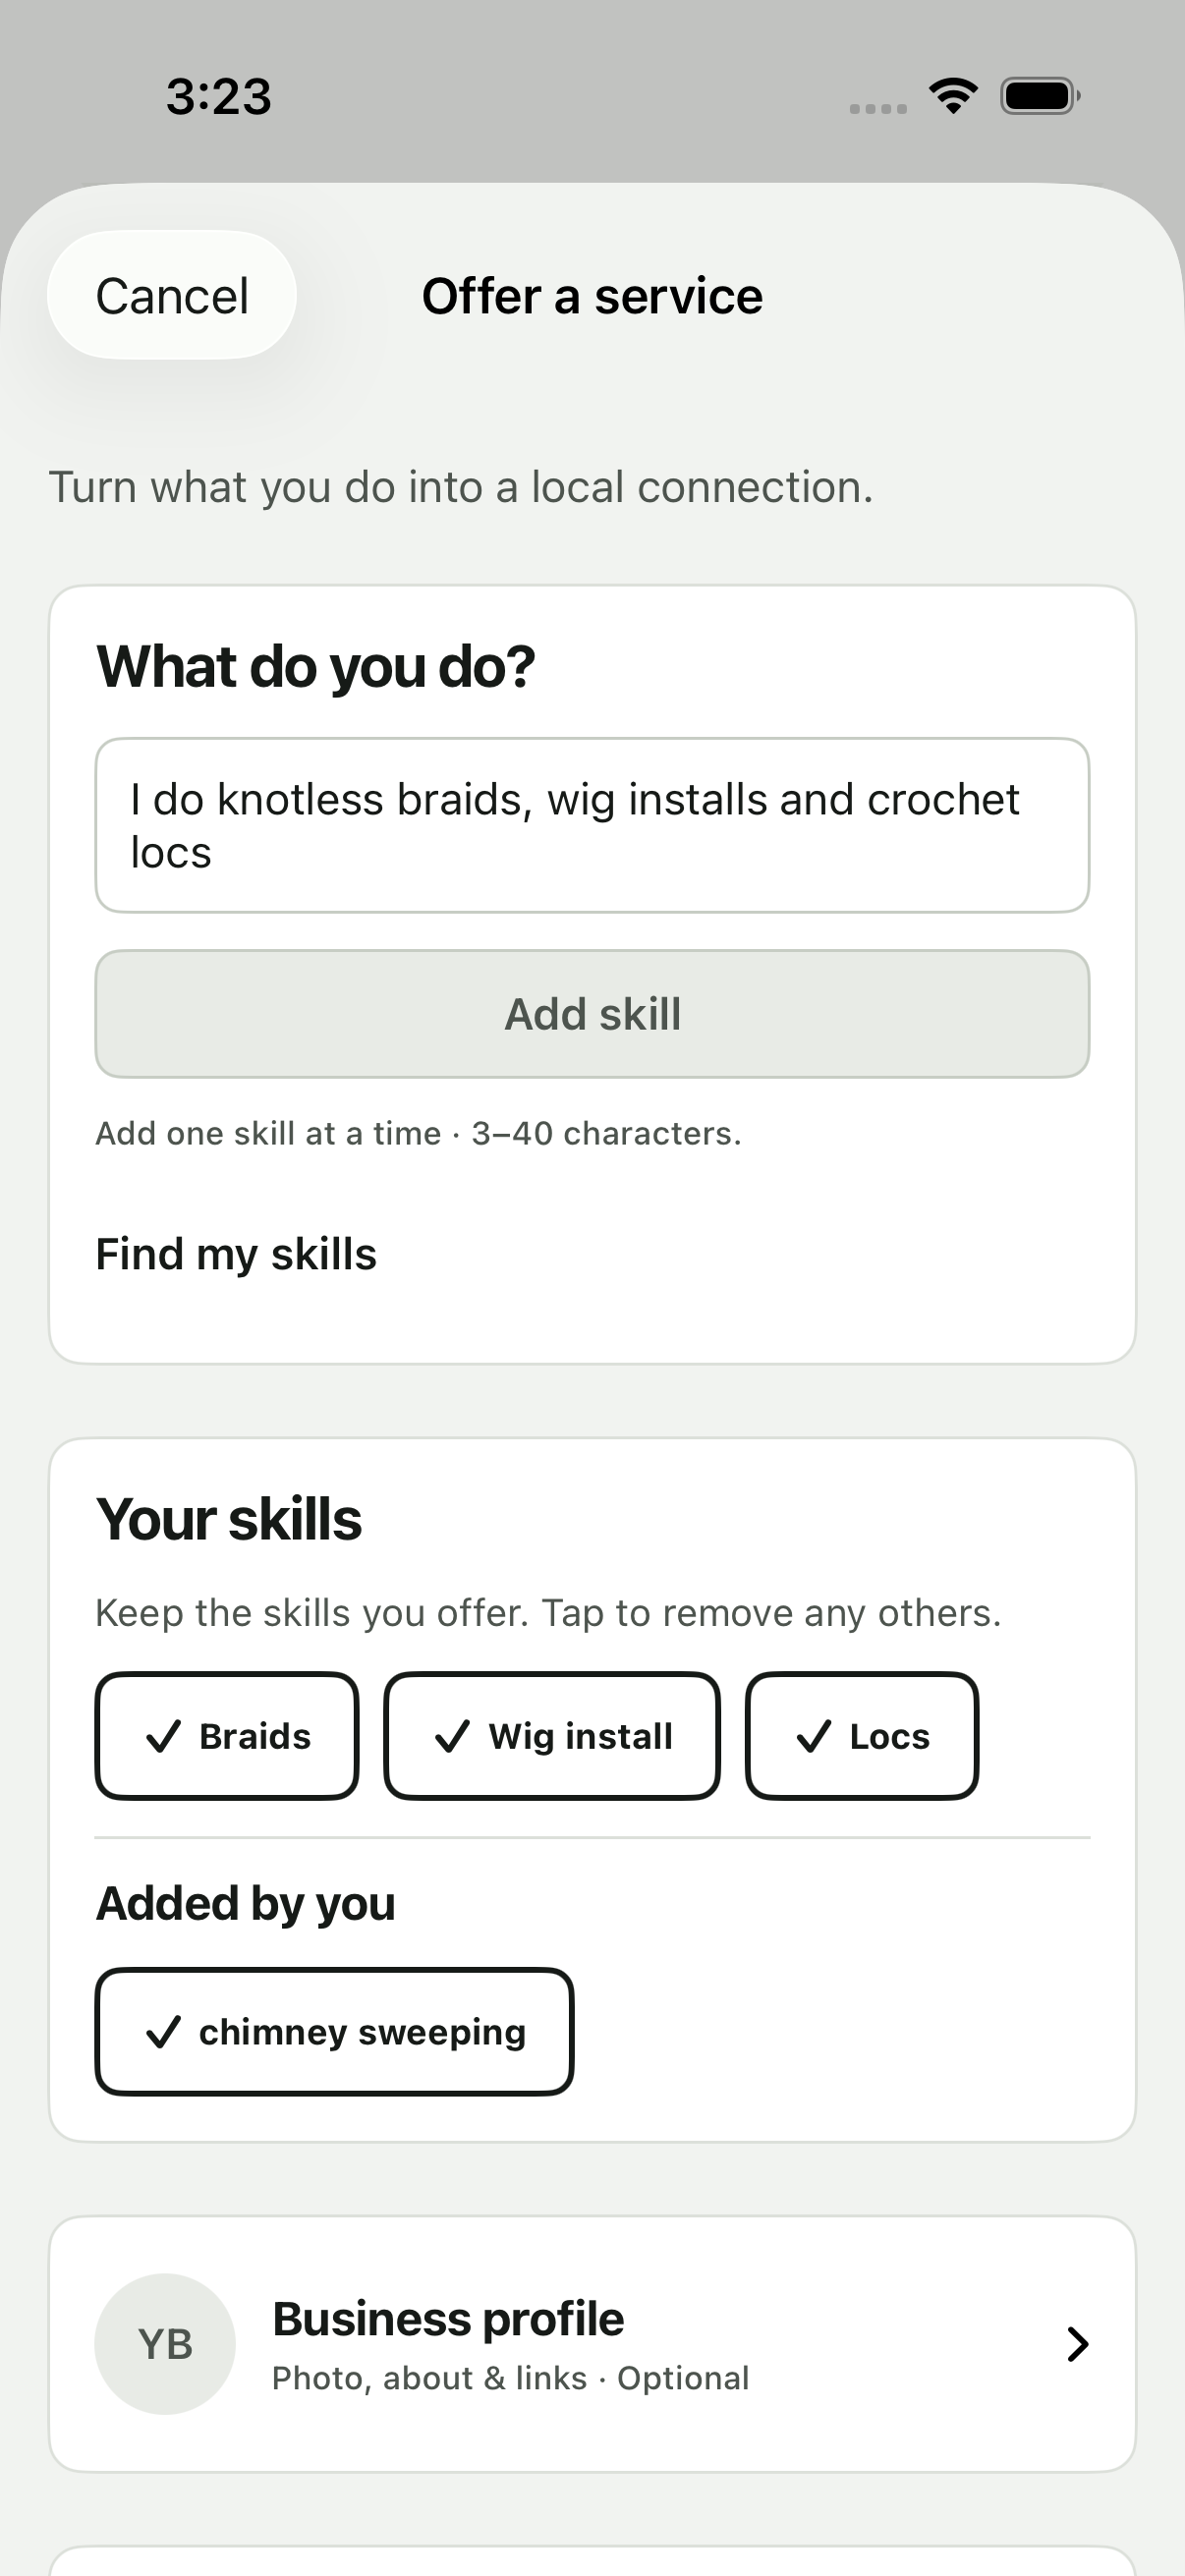 3:23
Cancel
Offer a service
Turn what you do into a local connection.
What do you do?
I do knotless braids, wig installs and crochet
locs
Add skill
Add one skill at a time · 3–40 characters.
Find my skills
Your skills
Keep the skills you offer. Tap to remove any others.
Braids
Wig install
Locs
Added by you
chimney sweeping
YB
Business profile
Photo, about & links · Optional